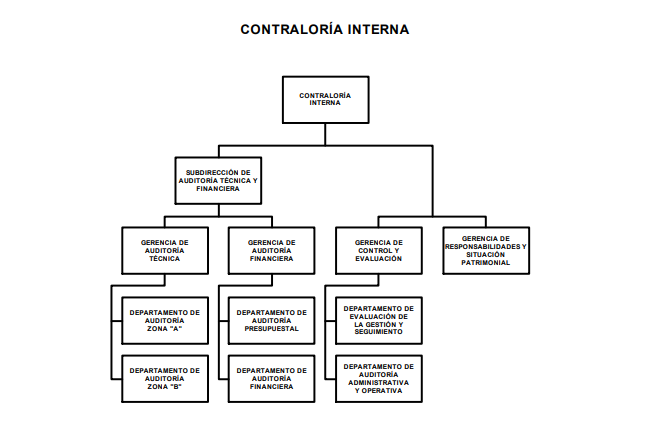 CONTRALORÍA INTERNA
CONTRALORÍA
INTERNA
SUBDIRECCIÓN DE
AUDITORÍA TÉCNICA Y
FINANCIERA
GERENCIA DE
AUDITORÍA
TÉCNICA
GERENCIA DE
AUDITORÍA
FINANCIERA
GERENCIA DE
CONTROL Y
EVALUACIÓN
GERENCIA DE
RESPONSABILIDADES Y
SITUACIÓN
PATRIMONIAL
DEPARTAMENTO DE
AUDITORÍA
ZONA "A"
DEPARTAMENTO DE
AUDITORÍA
PRESUPUESTAL
DEPARTAMENTO DE
EVALUACIÓN DE
LA GESTIÓN Y
SEGUIMIENTO
DEPARTAMENTO DE
AUDITORÍA
ZONA "B"
DEPARTAMENTO DE
AUDITORÍA
FINANCIERA
DEPARTAMENTO DE
AUDITORÍA
ADMINISTRATIVA
Y OPERATIVA